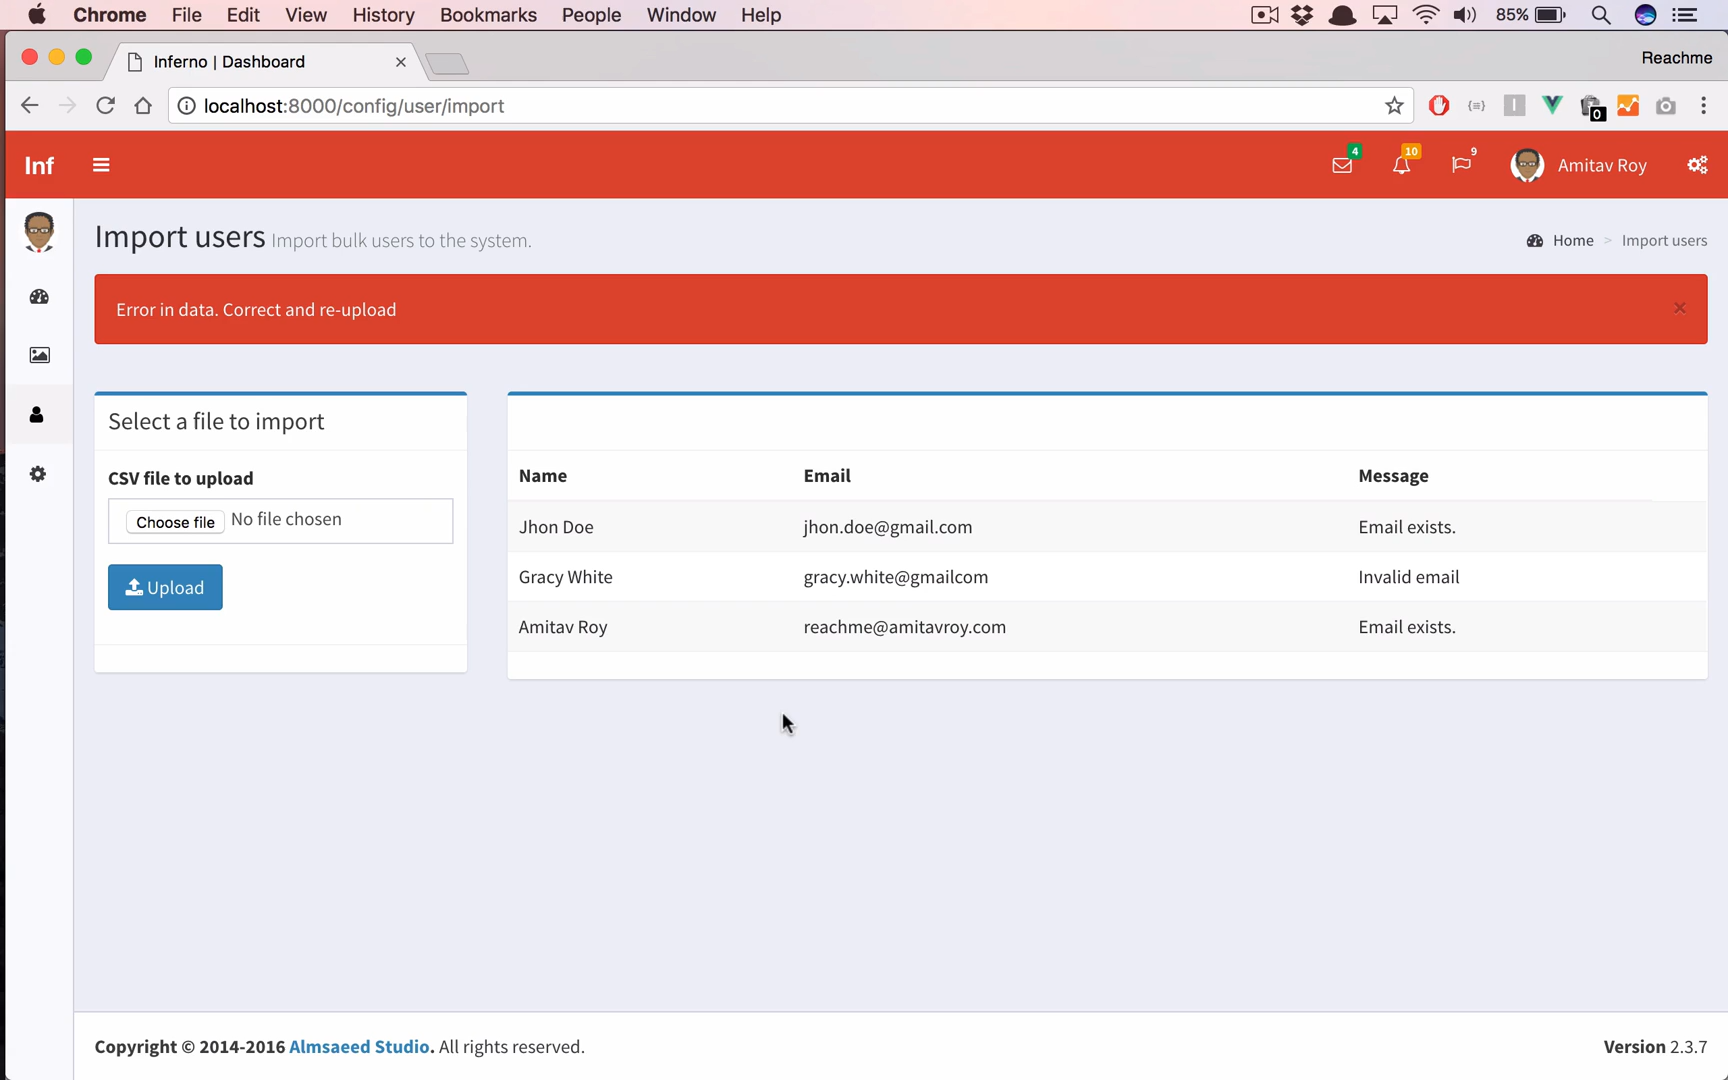 Chrome File Edit View History Bookmarks People Window Help 85%
Inferno | Dashboard Reachme
localhost:8000/config/user/import 0
Inf 4 10 9 Amitav Roy
Import users Import bulk users to the system. Home > Import users
Error in data. Correct and re-upload ×
Select a file to import
CSV file to upload
Choose file No file chosen
Upload
Name Email Message
Jhon Doe jhon.doe@gmail.com Email exists.
Gracy White gracy.white@gmailcom Invalid email
Amitav Roy reachme@amitavroy.com Email exists.
Copyright © 2014-2016 Almsaeed Studio. All rights reserved. Version 2.3.7